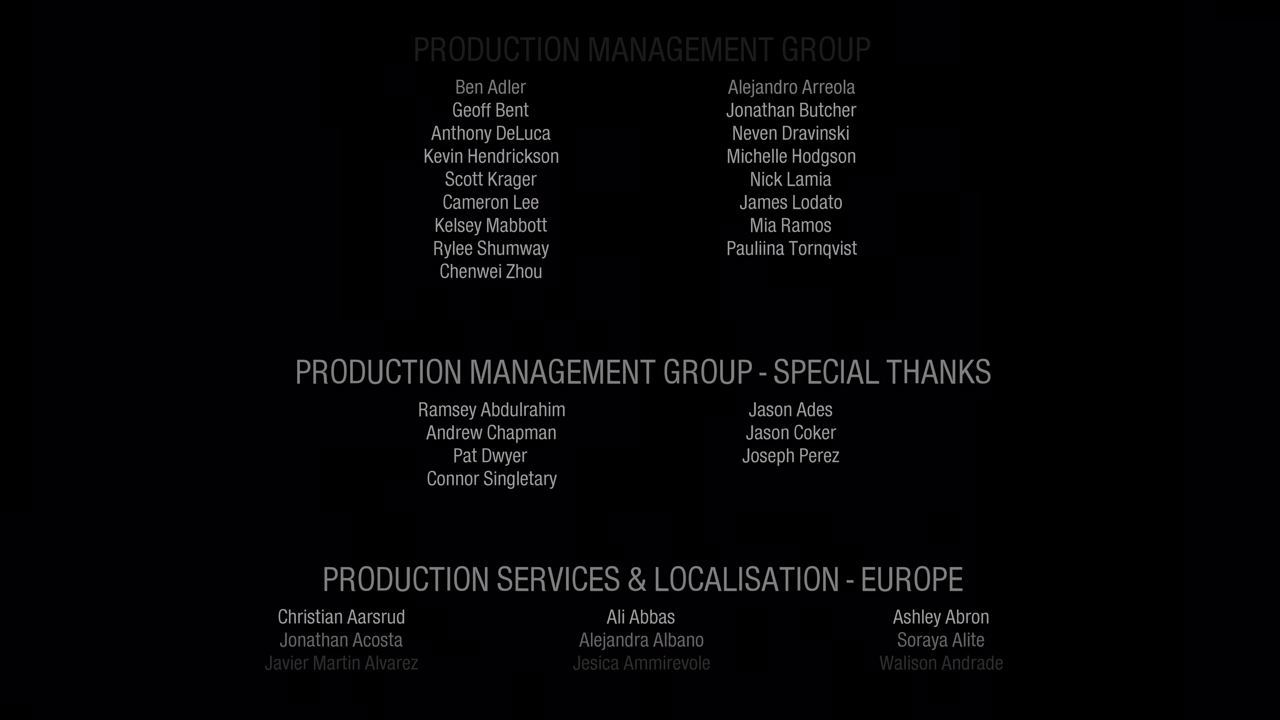 PRODUCTION MANAGEMENT GROUP
Ben Adler Alejandro Arreola
Geoff Bent Jonathan Butcher
Anthony DeLuca Neven Dravinski
Kevin Hendrickson Michelle Hodgson
Scott Krager Nick Lamia
Cameron Lee James Lodato
Kelsey Mabbott Mia Ramos
Rylee Shumway Pauliina Tornqvist
Chenwei Zhou
PRODUCTION MANAGEMENT GROUP - SPECIAL THANKS
Ramsey Abdulrahim Jason Ades
Andrew Chapman Jason Coker
Pat Dwyer Joseph Perez
Connor Singletary
PRODUCTION SERVICES & LOCALISATION - EUROPE
Christian Aarsrud Ali Abbas Ashley Abron
Jonathan Acosta Alejandra Albano Soraya Alite
Javier Martin Alvarez Jesica Ammirevole Walison Andrade